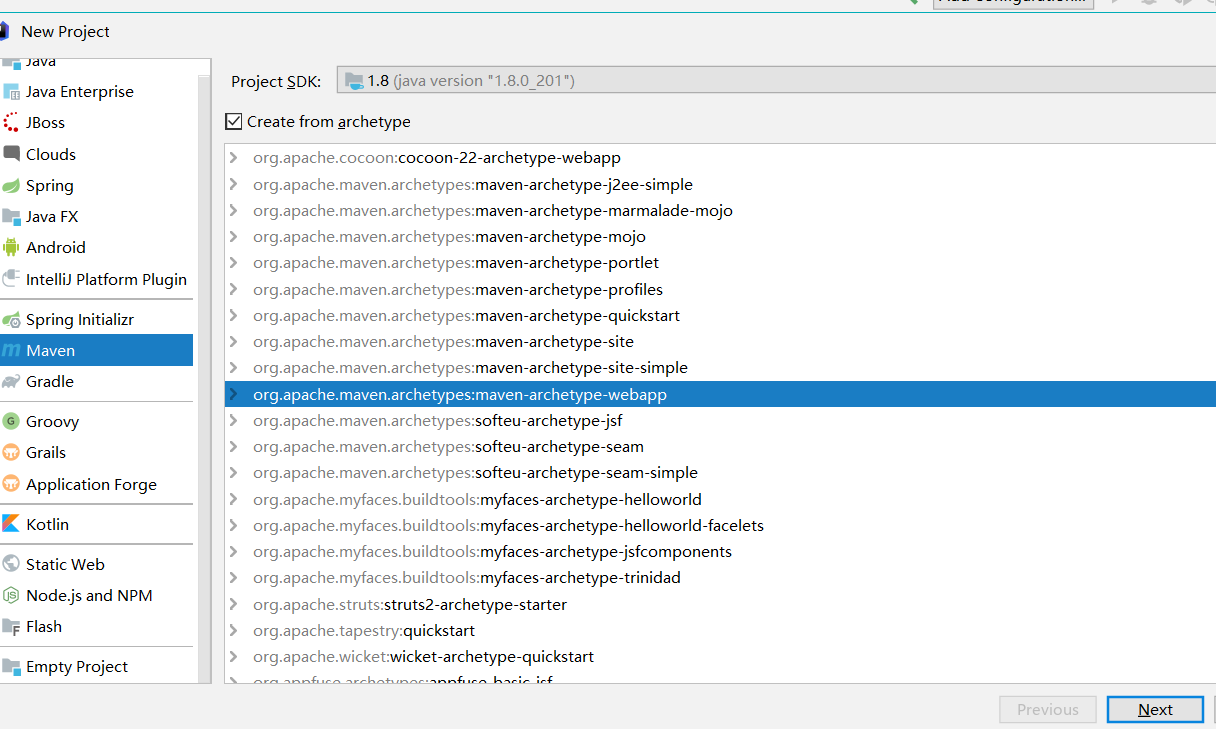 Add Configuration...
New Project
Java
Java Enterprise
JBoss
Clouds
Spring
Java FX
Android
IntelliJ Platform Plugin
Spring Initializr
Maven
Gradle
Groovy
Grails
Application Forge
Kotlin
Static Web
Node.js and NPM
Flash
Empty Project
Project SDK: 1.8 (java version "1.8.0_201")
Create from archetype
org.apache.cocoon:cocoon-22-archetype-webapp
org.apache.maven.archetypes:maven-archetype-j2ee-simple
org.apache.maven.archetypes:maven-archetype-marmalade-mojo
org.apache.maven.archetypes:maven-archetype-mojo
org.apache.maven.archetypes:maven-archetype-portlet
org.apache.maven.archetypes:maven-archetype-profiles
org.apache.maven.archetypes:maven-archetype-quickstart
org.apache.maven.archetypes:maven-archetype-site
org.apache.maven.archetypes:maven-archetype-site-simple
org.apache.maven.archetypes:maven-archetype-webapp
org.apache.maven.archetypes:softeu-archetype-jsf
org.apache.maven.archetypes:softeu-archetype-seam
org.apache.maven.archetypes:softeu-archetype-seam-simple
org.apache.myfaces.buildtools:myfaces-archetype-helloworld
org.apache.myfaces.buildtools:myfaces-archetype-helloworld-facelets
org.apache.myfaces.buildtools:myfaces-archetype-jsfcomponents
org.apache.myfaces.buildtools:myfaces-archetype-trinidad
org.apache.struts:struts2-archetype-starter
org.apache.tapestry:quickstart
org.apache.wicket:wicket-archetype-quickstart
org.appfuse.archetypes:appfuse-basic-jsf
Previous
Next